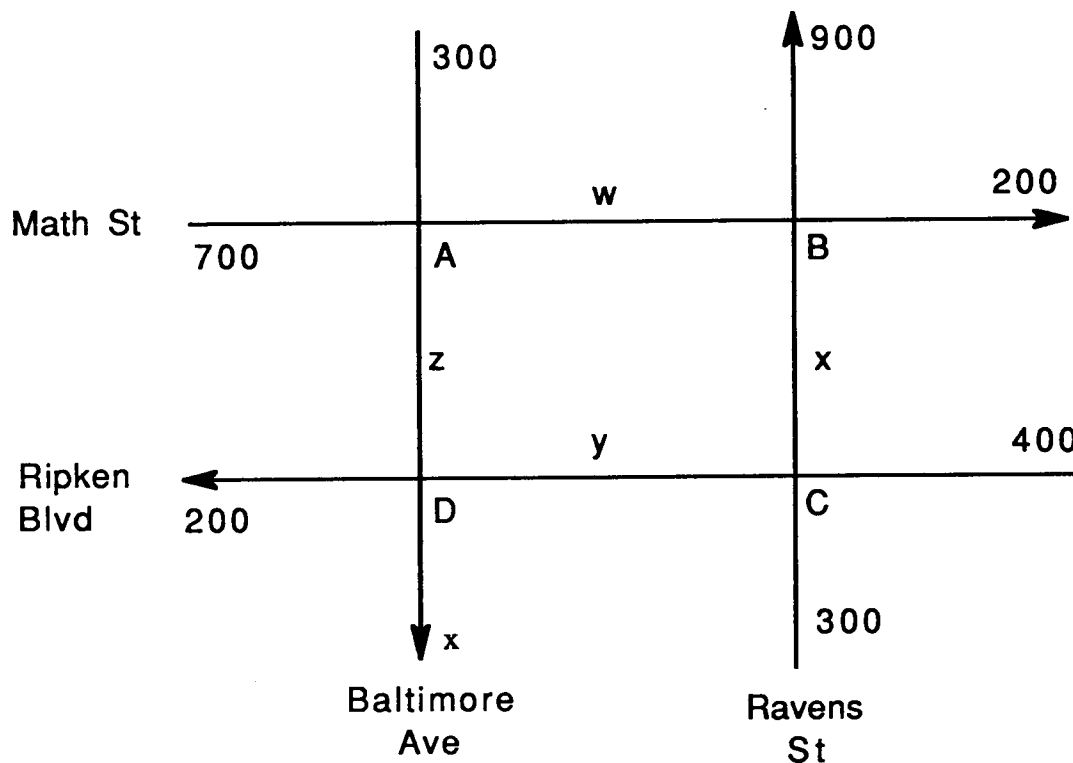 300
900
w
200
Math St
700
A
B
z
x
y
400
Ripken
Blvd
200
D
C
x
300
Baltimore
Ave
Ravens
St